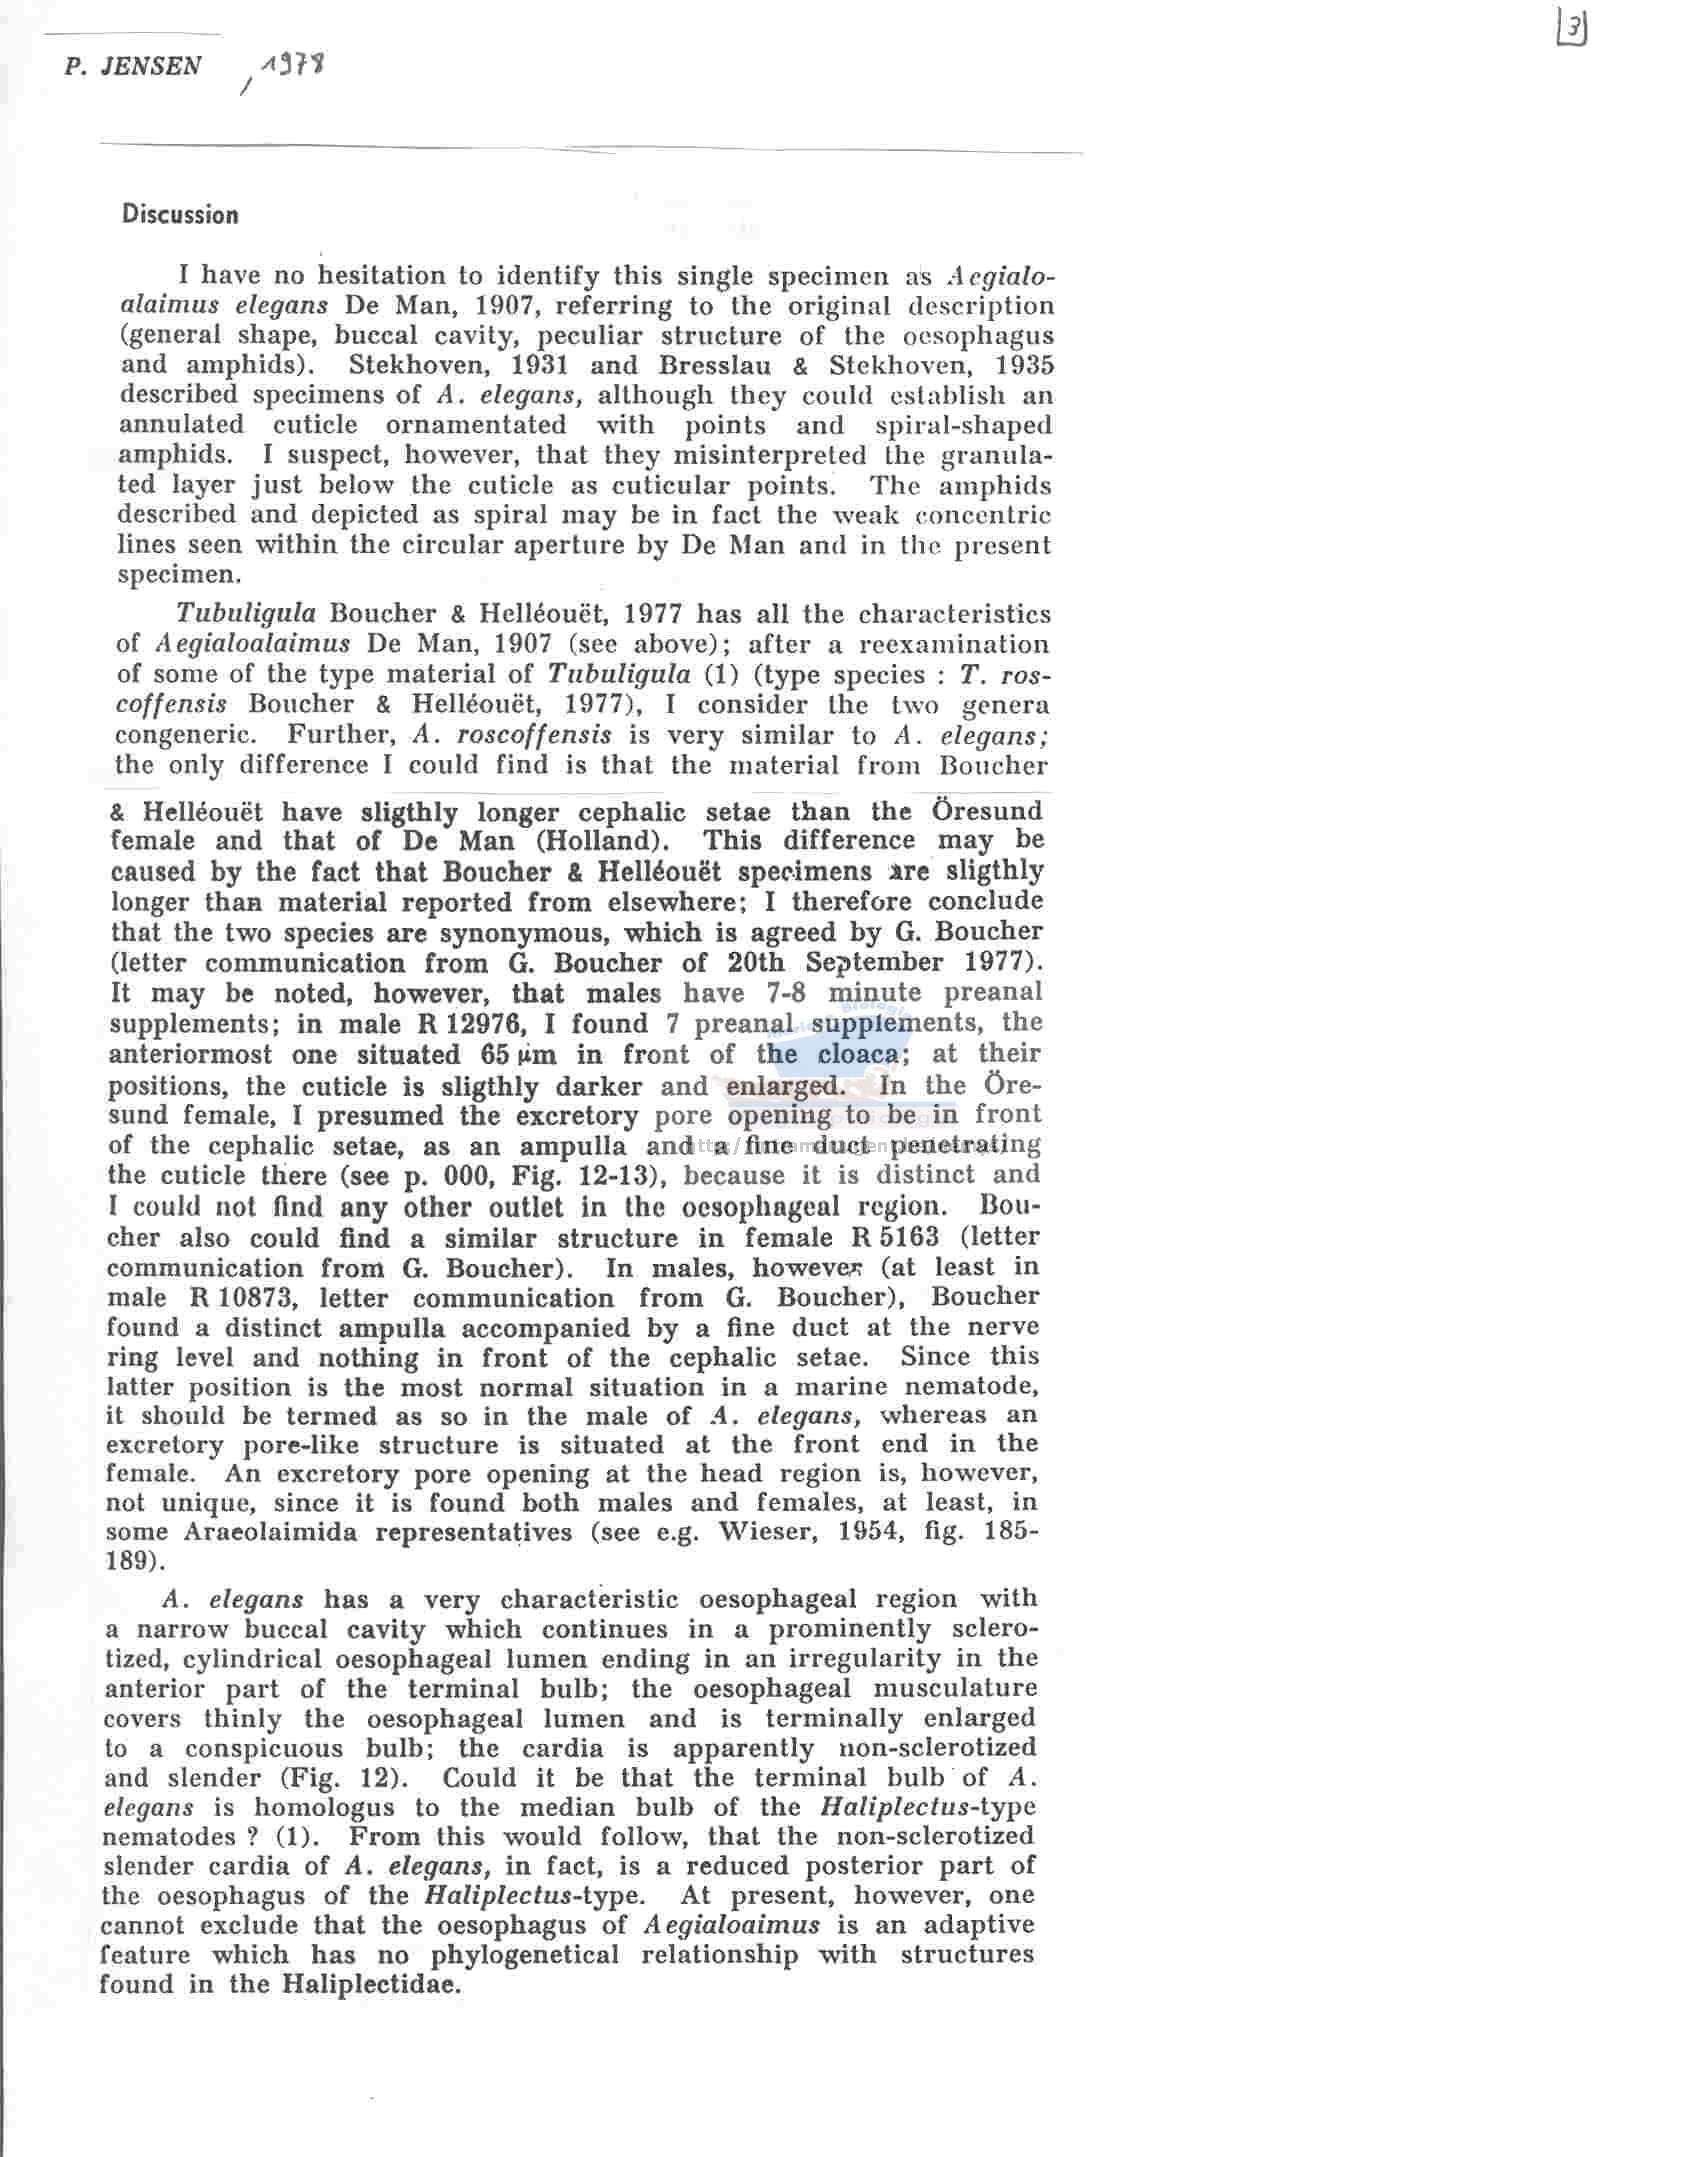 3
P. JENSEN , 1978
Discussion
I have no hesitation to identify this single specimen as Aegialo-
alaimus elegans De Man, 1907, referring to the original description
(general shape, buccal cavity, peculiar structure of the oesophagus
and amphids). Stekhoven, 1931 and Bresslau & Stekhoven, 1935
described specimens of A. elegans, although they could establish an
annulated cuticle ornamentated with points and spiral-shaped
amphids. I suspect, however, that they misinterpreted the granula-
ted layer just below the cuticle as cuticular points. The amphids
described and depicted as spiral may be in fact the weak concentric
lines seen within the circular aperture by De Man and in the present
specimen.
Tubuligula Boucher & Helléouët, 1977 has all the characteristics
of Aegialoalaimus De Man, 1907 (see above); after a reexamination
of some of the type material of Tubuligula (1) (type species : T. ros-
coffensis Boucher & Helléouët, 1977), I consider the two genera
congeneric. Further, A. roscoffensis is very similar to A. elegans;
the only difference I could find is that the material from Boucher
& Helléouët have sligthly longer cephalic setae than the Öresund
female and that of De Man (Holland). This difference may be
caused by the fact that Boucher & Helléouët specimens are sligthly
longer than material reported from elsewhere; I therefore conclude
that the two species are synonymous, which is agreed by G. Boucher
(letter communication from G. Boucher of 20th September 1977).
It may be noted, however, that males have 7-8 minute preanal
supplements; in male R 12976, I found 7 preanal supplements, the
anteriormost one situated 65 µm in front of the cloaca; at their
positions, the cuticle is sligthly darker and enlarged. In the Öre-
sund female, I presumed the excretory pore opening to be in front
of the cephalic setae, as an ampulla and a fine duct penetrating
the cuticle there (see p. 000, Fig. 12-13), because it is distinct and
I could not find any other outlet in the oesophageal region. Bou-
cher also could find a similar structure in female R 5163 (letter
communication from G. Boucher). In males, however (at least in
male R 10873, letter communication from G. Boucher), Boucher
found a distinct ampulla accompanied by a fine duct at the nerve
ring level and nothing in front of the cephalic setae. Since this
latter position is the most normal situation in a marine nematode,
it should be termed as so in the male of A. elegans, whereas an
excretory pore-like structure is situated at the front end in the
female. An excretory pore opening at the head region is, however,
not unique, since it is found both males and females, at least, in
some Araeolaimida representatives (see e.g. Wieser, 1954, fig. 185-
189).
A. elegans has a very characteristic oesophageal region with
a narrow buccal cavity which continues in a prominently sclero-
tized, cylindrical oesophageal lumen ending in an irregularity in the
anterior part of the terminal bulb; the oesophageal musculature
covers thinly the oesophageal lumen and is terminally enlarged
to a conspicuous bulb; the cardia is apparently non-sclerotized
and slender (Fig. 12). Could it be that the terminal bulb of A.
elegans is homologus to the median bulb of the Haliplectus-type
nematodes ? (1). From this would follow, that the non-sclerotized
slender cardia of A. elegans, in fact, is a reduced posterior part of
the oesophagus of the Haliplectus-type. At present, however, one
cannot exclude that the oesophagus of Aegialoaimus is an adaptive
feature which has no phylogenetical relationship with structures
found in the Haliplectidae.